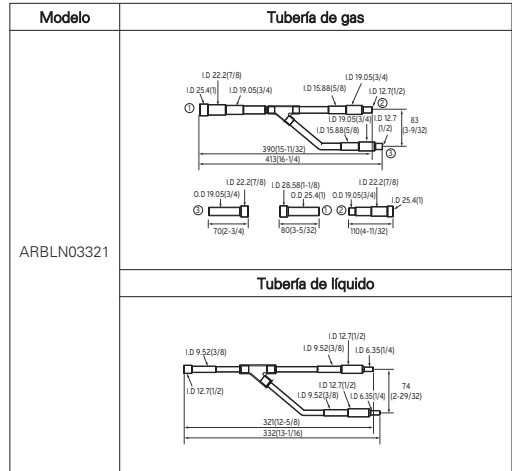 Modelo
Tubería de gas
ARBLN03321
I.D 22.2(7/8)
I.D 25.4(1)
I.D 19.05(3/4)
①
I.D 19.05(3/4)
I.D 15.88(5/8)
I.D 12.7(1/2)
②
I.D 19.05(3/4)
I.D 12.7
(1/2)
I.D 15.88(5/8)
83
(3-9/32)
③
390(15-11/32)
413(16-1/4)
I.D 22.2(7/8)
O.D 19.05(3/4)
③
70(2-3/4)
I.D 28.58(1-1/8)
O.D 25.4(1)
①
80(3-5/32)
I.D 22.2(7/8)
O.D 19.05(3/4)
I.D 25.4(1)
②
110(4-11/32)
Tubería de líquido
I.D 9.52(3/8)
I.D 12.7(1/2)
I.D 12.7(1/2)
I.D 9.52(3/8)
I.D 6.35(1/4)
I.D 12.7(1/2)
I.D 9.52(3/8)
I.D 6.35(1/4)
74
(2-29/32)
321(12-5/8)
332(13-1/16)